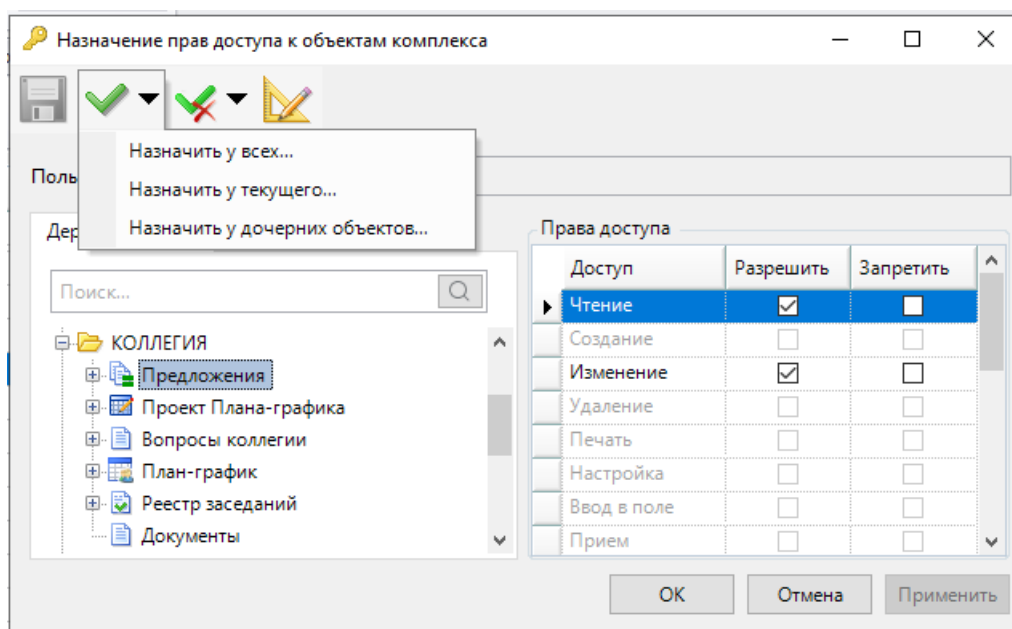 Назначение прав доступа к объектам комплекса
Назначить у всех...
Назначить у текущего...
Назначить у дочерних объектов...
Поиск...
КОЛЛЕГИЯ
Предложения
Проект Плана-графика
Вопросы коллегии
План-график
Реестр заседаний
Документы
Права доступа
Доступ Разрешить Запретить
Чтение
Создание
Изменение
Удаление
Печать
Настройка
Ввод в поле
Прием
ОК Отмена Применить